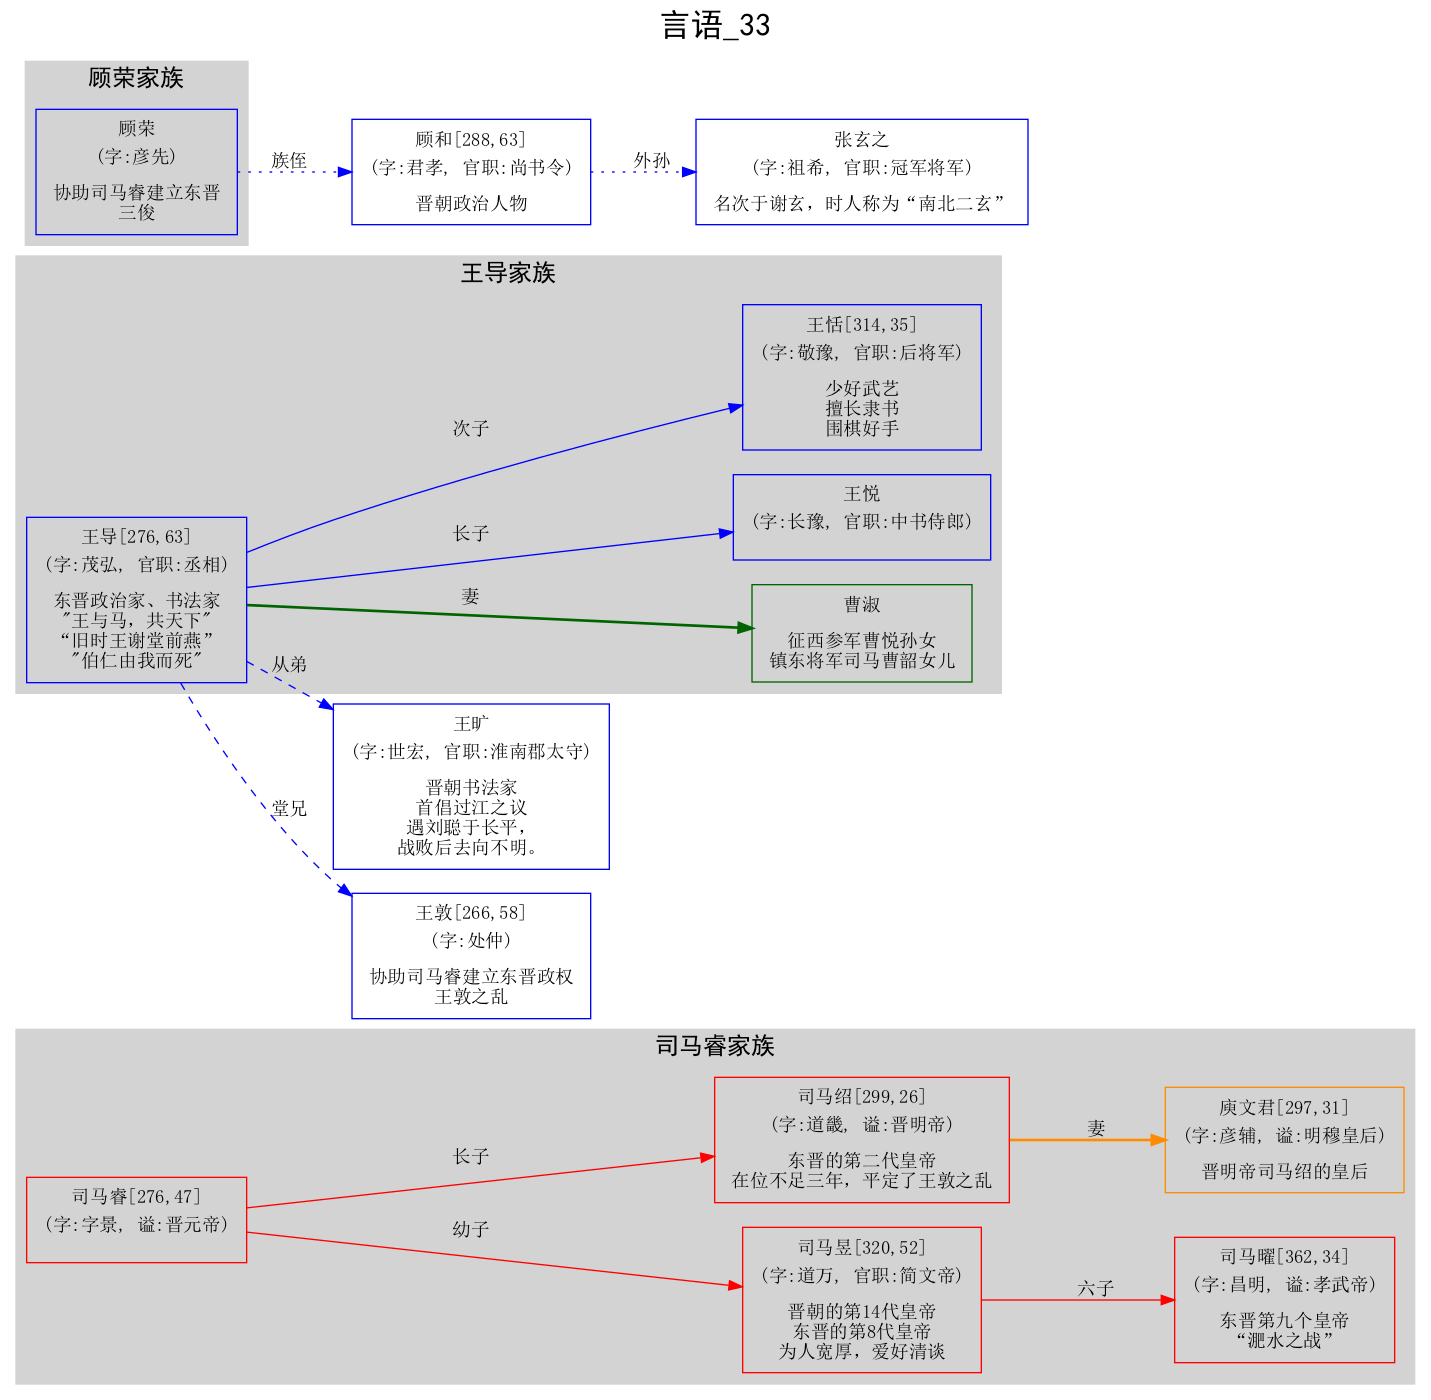 言语_33
顾荣家族
顾荣
(字:彦先)
协助司马睿建立东晋
三俊
族侄
顾和[288,63]
(字:君孝, 官职:尚书令)
晋朝政治人物
外孙
张玄之
(字:祖希, 官职:冠军将军)
名次于谢玄，时人称为“南北二玄”
王导家族
王导[276,63]
(字:茂弘, 官职:丞相)
东晋政治家、书法家
"王与马，共天下"
“旧时王谢堂前燕”
"伯仁由我而死"
次子
王恬[314,35]
(字:敬豫, 官职:后将军)
少好武艺
擅长隶书
围棋好手
长子
王悦
(字:长豫, 官职:中书侍郎)
妻
曹淑
征西参军曹悦孙女
镇东将军司马曹韶女儿
从弟
王旷
(字:世宏, 官职:淮南郡太守)
晋朝书法家
首倡过江之议
遇刘聪于长平，
战败后去向不明。
堂兄
王敦[266,58]
(字:处仲)
协助司马睿建立东晋政权
王敦之乱
司马睿家族
司马睿[276,47]
(字:字景, 谥:晋元帝)
长子
司马绍[299,26]
(字:道畿, 谥:晋明帝)
东晋的第二代皇帝
在位不足三年，平定了王敦之乱
妻
庾文君[297,31]
(字:彦辅, 谥:明穆皇后)
晋明帝司马绍的皇后
幼子
司马昱[320,52]
(字:道万, 官职:简文帝)
晋朝的第14代皇帝
东晋的第8代皇帝
为人宽厚，爱好清谈
六子
司马曜[362,34]
(字:昌明, 谥:孝武帝)
东晋第九个皇帝
“淝水之战”